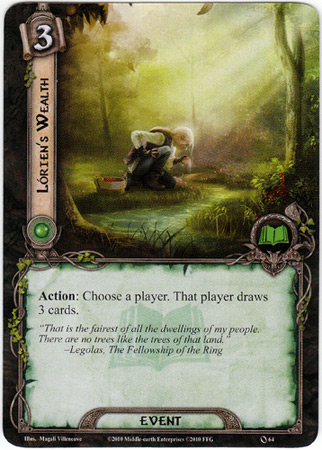 3
LÓRIEN'S WEALTH
Action: Choose a player. That player draws
3 cards.
"That is the fairest of all the dwellings of my people.
There are no trees like the trees of that land."
–Legolas, The Fellowship of the Ring
EVENT
Illus. Magali Villeneuve ©2010 Middle-earth Enterprises ©2010 FFG 64